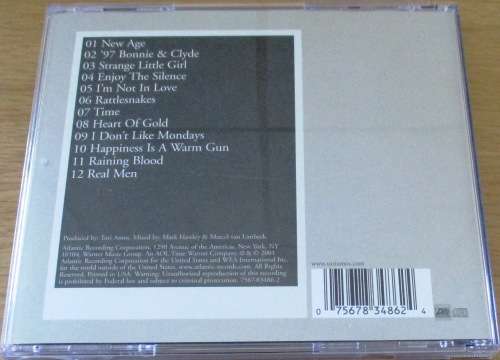 01 New Age
02 '97 Bonnie & Clyde
03 Strange Little Girl
04 Enjoy The Silence
05 I'm Not In Love
06 Rattlesnakes
07 Time
08 Heart Of Gold
09 I Don't Like Mondays
10 Happiness Is A Warm Gun
11 Raining Blood
12 Real Men
Produced by: Tori Amos. Mixed by: Mark Hawley & Marcel van Limbeek
Atlantic Recording Corporation, 1290 Avenue of the Americas, New York, NY
10104. Warner Music Group. An AOL Time Warner Company. ℗ & © 2001
Atlantic Recording Corporation for the United States and WEA International Inc.
for the world outside of the United States. www.atlantic-records.com. All Rights
Reserved. Printed in USA. Warning: Unauthorized reproduction of this recording
is prohibited by Federal law and subject to criminal prosecution. 75678-3486-2
www.toriamos.com
0 75678 34862 4